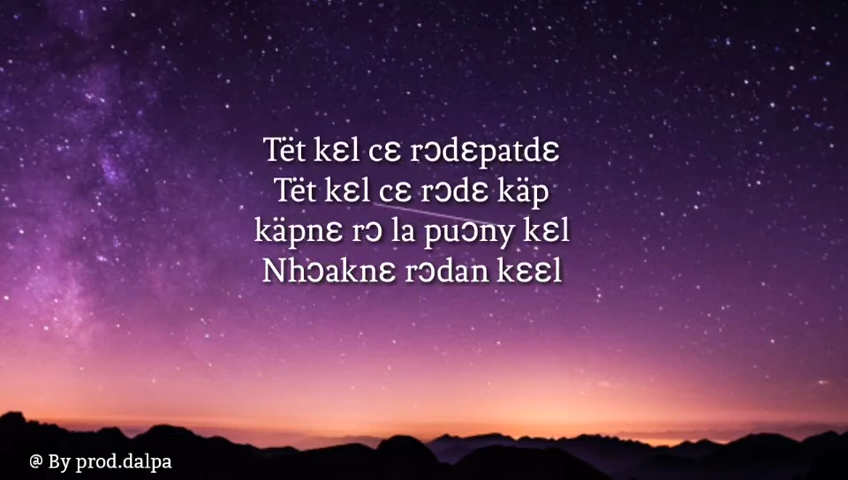 Tët kɛl cɛ rɔdɛpatdɛ
Tët kɛl cɛ rɔdɛ käp
käpnɛ rɔ la puɔny kɛl
Nhɔaknɛ rɔdan kɛɛl
@ By prod.dalpa